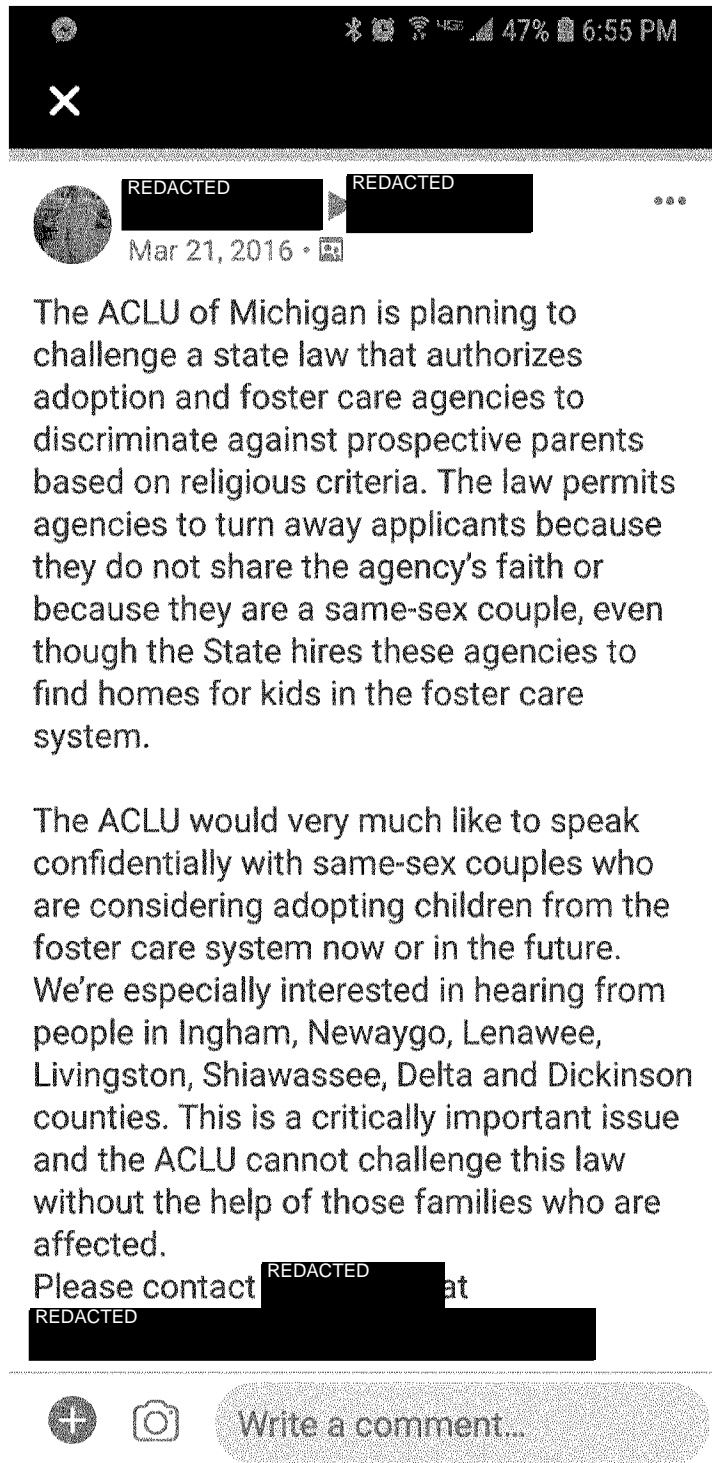 4G 47% 6:55 PM
REDACTED
REDACTED
Mar 21, 2016 •
The ACLU of Michigan is planning to
challenge a state law that authorizes
adoption and foster care agencies to
discriminate against prospective parents
based on religious criteria. The law permits
agencies to turn away applicants because
they do not share the agency's faith or
because they are a same-sex couple, even
though the State hires these agencies to
find homes for kids in the foster care
system.
The ACLU would very much like to speak
confidentially with same-sex couples who
are considering adopting children from the
foster care system now or in the future.
We're especially interested in hearing from
people in Ingham, Newaygo, Lenawee,
Livingston, Shiawassee, Delta and Dickinson
counties. This is a critically important issue
and the ACLU cannot challenge this law
without the help of those families who are
affected.
Please contact REDACTED at
REDACTED
Write a comment...